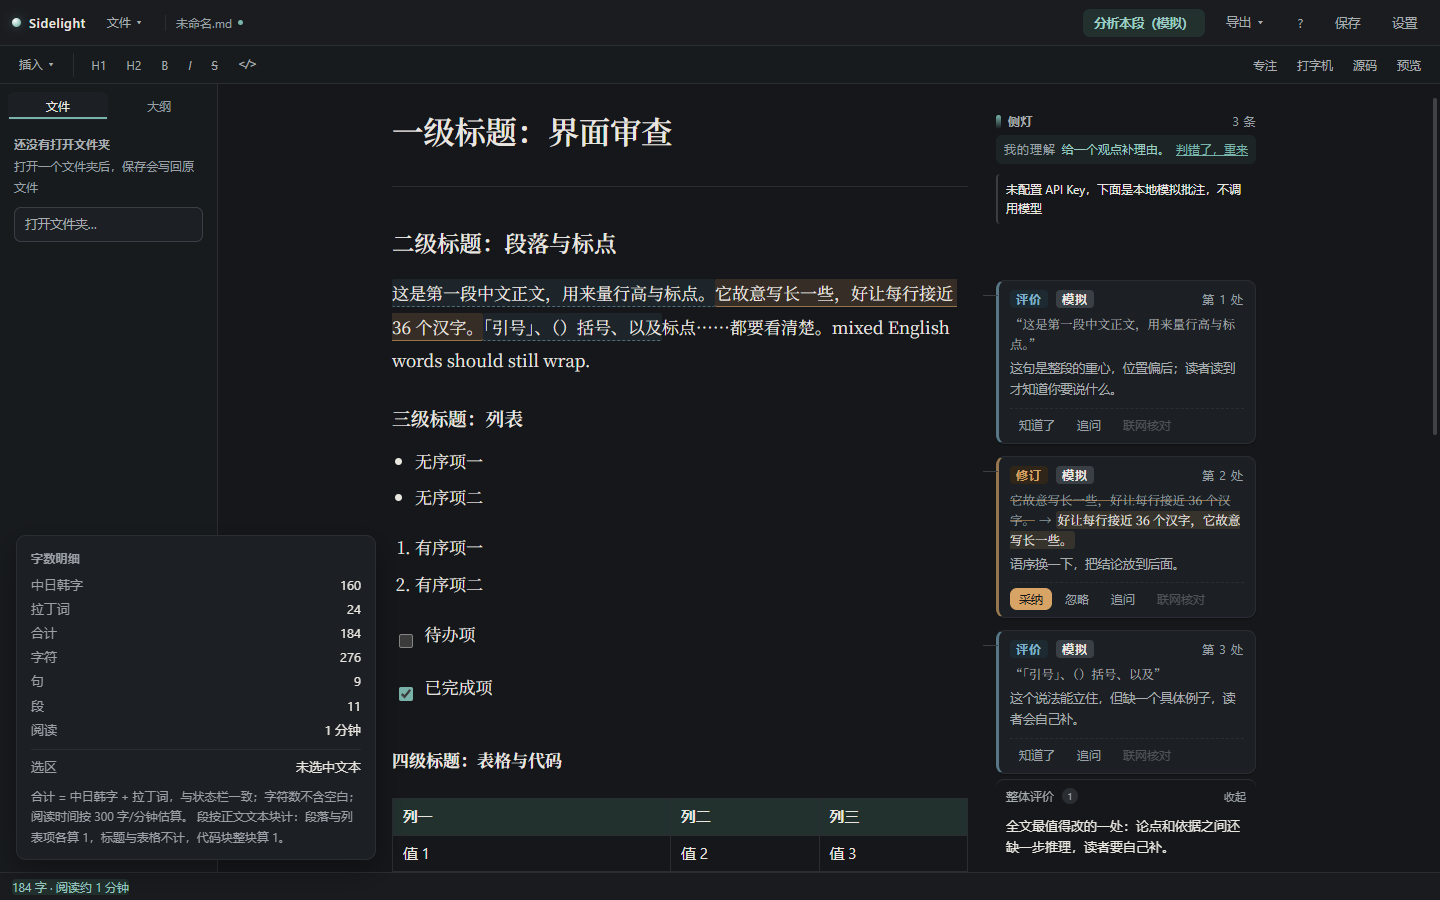 Sidelight 文件 未命名.md 分析本段（模拟） 导出 ? 保存 设置
插入 H1 H2 B I S </> 专注 打字机 源码 预览
文件 大纲
还没有打开文件夹
打开一个文件夹后，保存会写回原
文件
打开文件夹...
字数明细
中日韩字 160
拉丁词 24
合计 184
字符 276
句 9
段 11
阅读 1 分钟
选区 未选中文本
合计 = 中日韩字 + 拉丁词，与状态栏一致；字符数不含空白；
阅读时间按 300 字/分钟估算。 段按正文文本块计：段落与列
表项各算 1，标题与表格不计，代码块整块算 1。
184 字 · 阅读约 1 分钟
一级标题：界面审查
二级标题：段落与标点
这是第一段中文正文，用来量行高与标点。它故意写长一些，好让每行接近
36 个汉字。「引号」、（）括号、以及标点……都要看清楚。mixed English
words should still wrap.
三级标题：列表
• 无序项一
• 无序项二
1. 有序项一
2. 有序项二
待办项
已完成项
四级标题：表格与代码
列一 列二 列三
值 1 值 2 值 3
侧灯 3 条
我的理解 给一个观点补理由。 判错了，重来
未配置 API Key，下面是本地模拟批注，不调
用模型
评价 模拟 第 1 处
“这是第一段中文正文，用来量行高与标
点。”
这句是整段的重心，位置偏后；读者读到
才知道你要说什么。
知道了 追问 联网核对
修订 模拟 第 2 处
它故意写长一些，好让每行接近 36 个汉
字。 → 好让每行接近 36 个汉字，它故意
写长一些。
语序换一下，把结论放到后面。
采纳 忽略 追问 联网核对
评价 模拟 第 3 处
“「引号」、（）括号、以及”
这个说法能立住，但缺一个具体例子，读
者会自己补。
知道了 追问 联网核对
整体评价 1 收起
全文最值得改的一处：论点和依据之间还
缺一步推理，读者要自己补。